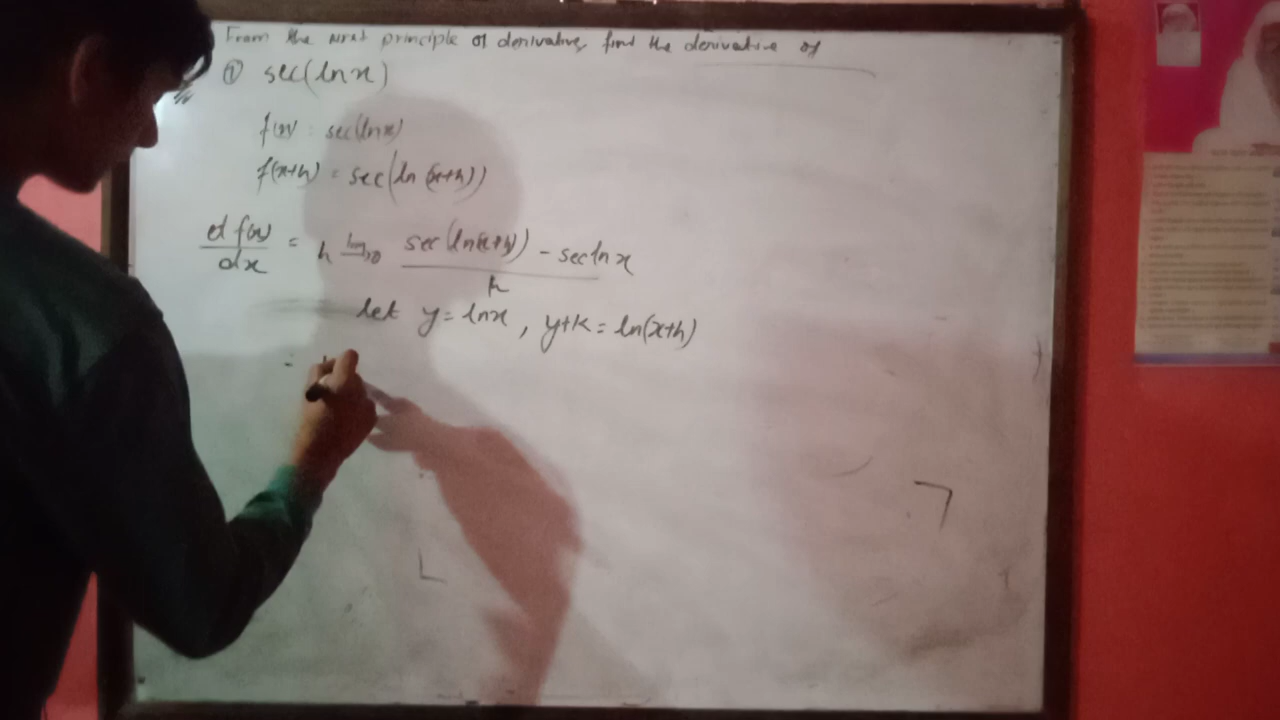 From the first principle of derivative, find the derivative of
① sec(ln x)
f(x) = sec(ln x)
f(x+h) = sec(ln (x+h))
d f(x)/dx = lim h→0 sec(ln(x+h)) - sec ln x / h
let y = ln x, y+k = ln(x+h)